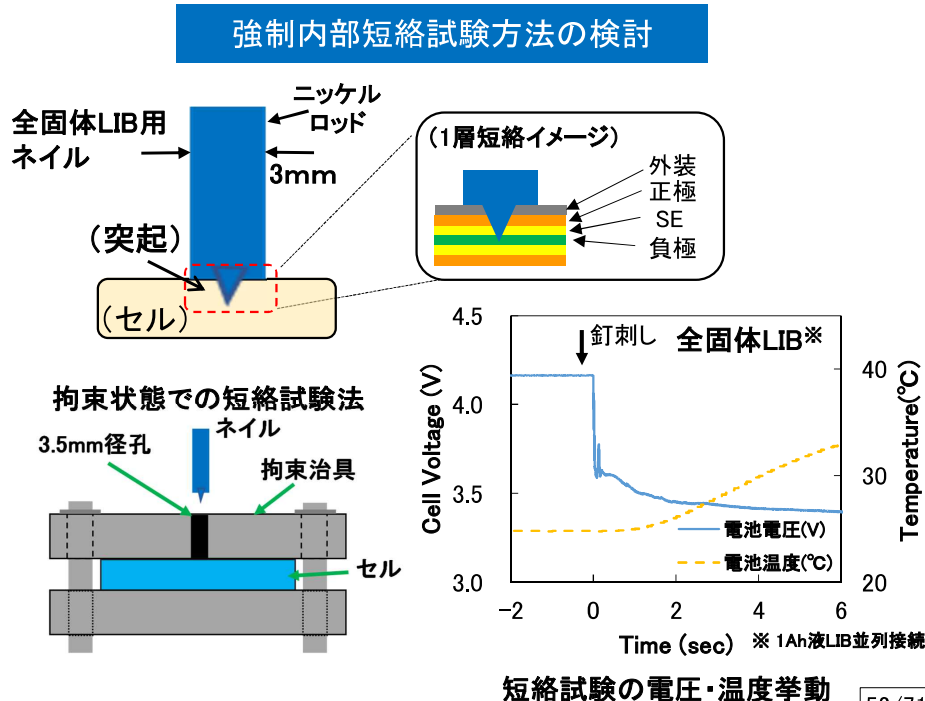 強制内部短絡試験方法の検討
全固体LIB用
ネイル
ニッケル
ロッド
3mm
(突起)
(セル)
(1層短絡イメージ)
外装
正極
SE
負極
拘束状態での短絡試験法
ネイル
3.5mm径孔
拘束治具
セル
釘刺し
全固体LIB※
4.5
4.0
3.5
3.0
Cell Voltage (V)
40
30
20
Temperature(℃)
電池電圧(V)
電池温度(℃)
-2
0
2
4
6
Time (sec)
※ 1Ah液LIB並列接続
短絡試験の電圧・温度挙動